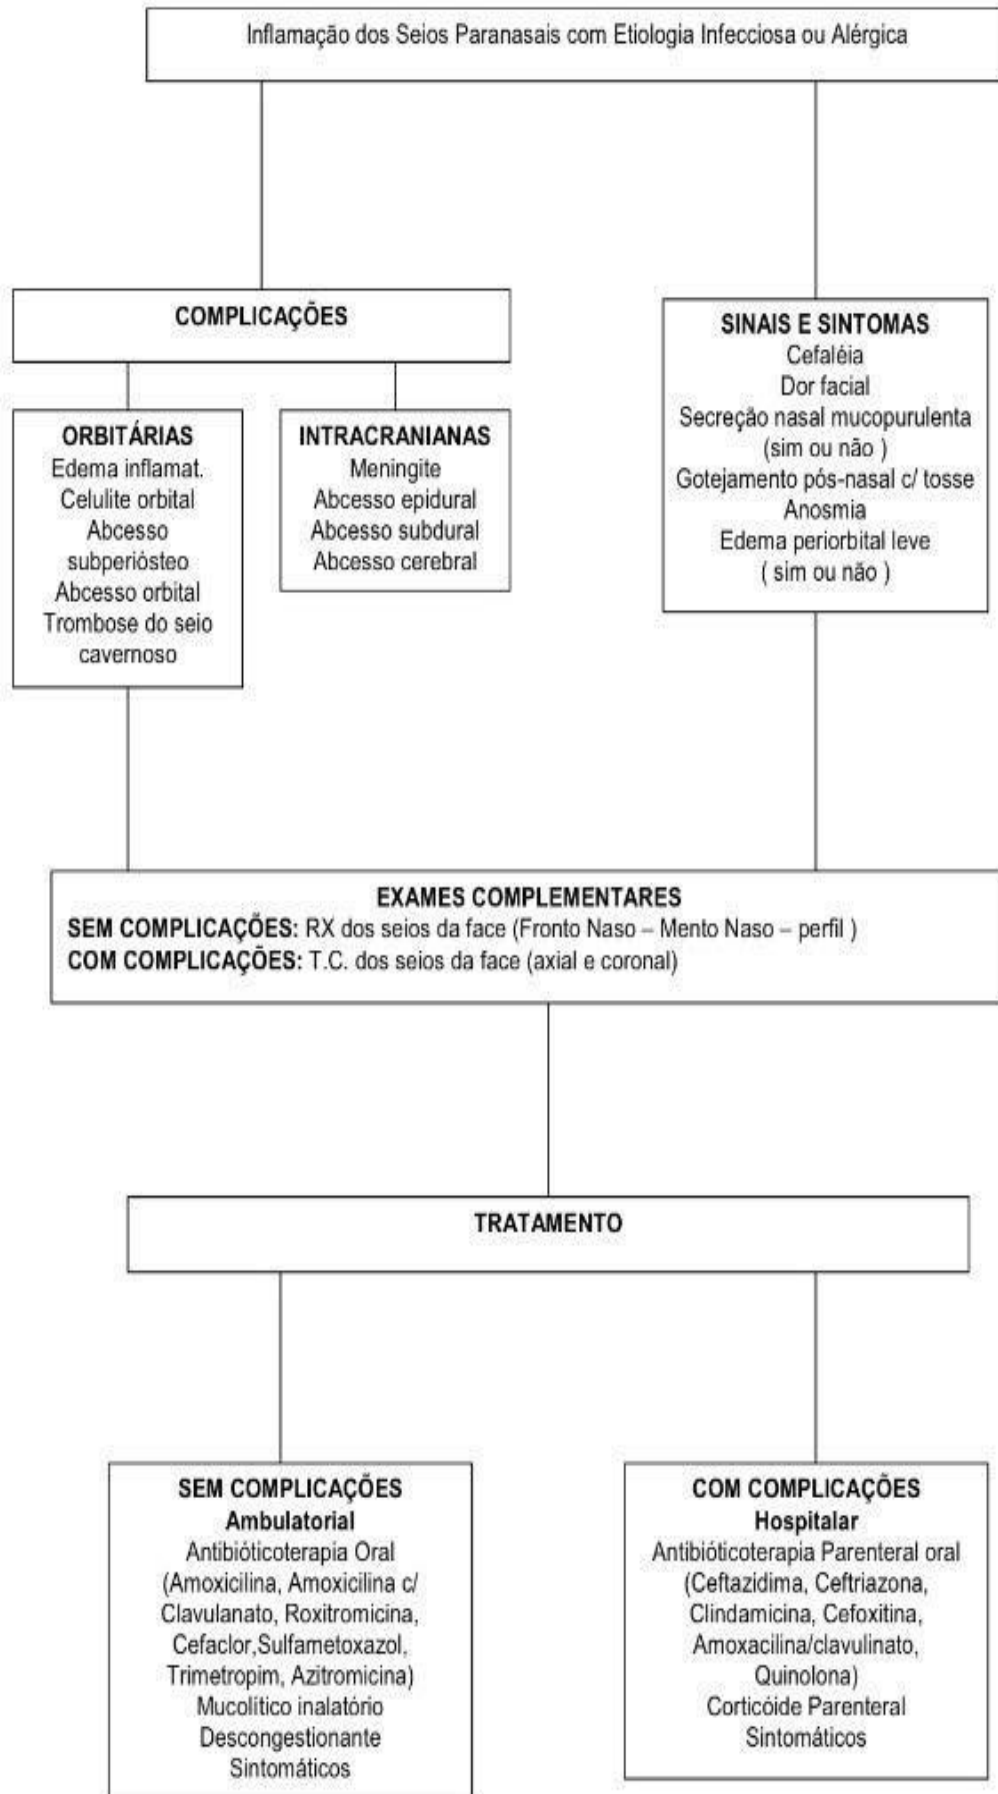 Inflamação dos Seios Paranasais com Etiologia Infecciosa ou Alérgica
COMPLICAÇÕES
ORBITÁRIAS
Edema inflamat.
Celulite orbital
Abcesso
subperiósteo
Abcesso orbital
Trombose do seio
cavernoso
INTRACRANIANAS
Meningite
Abcesso epidural
Abcesso subdural
Abcesso cerebral
SINAIS E SINTOMAS
Cefaléia
Dor facial
Secreção nasal mucopurulenta
(sim ou não )
Gotejamento pós-nasal c/ tosse
Anosmia
Edema periorbital leve
( sim ou não )
EXAMES COMPLEMENTARES
SEM COMPLICAÇÕES: RX dos seios da face (Fronto Naso – Mento Naso – perfil )
COM COMPLICAÇÕES: T.C. dos seios da face (axial e coronal)
TRATAMENTO
SEM COMPLICAÇÕES
Ambulatorial
Antibióticoterapia Oral
(Amoxicilina, Amoxicilina c/
Clavulanato, Roxitromicina,
Cefaclor,Sulfametoxazol,
Trimetropim, Azitromicina)
Mucolítico inalatório
Descongestionante
Sintomáticos
COM COMPLICAÇÕES
Hospitalar
Antibióticoterapia Parenteral oral
(Ceftazidima, Ceftriazona,
Clindamicina, Cefoxitina,
Amoxacilina/clavulinato,
Quinolona)
Corticóide Parenteral
Sintomáticos